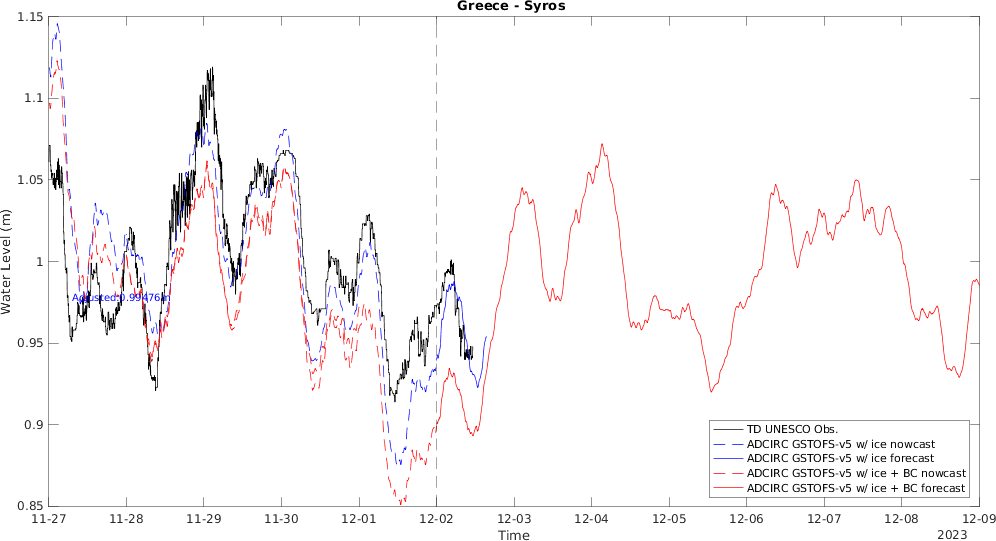 Greece - Syros
1.15
1.1
1.05
1
0.95
0.9
0.85
Water Level (m)
Adjusted:0.99476m
TD UNESCO Obs.
ADCIRC GSTOFS-v5 w/ ice nowcast
ADCIRC GSTOFS-v5 w/ ice forecast
ADCIRC GSTOFS-v5 w/ ice + BC nowcast
ADCIRC GSTOFS-v5 w/ ice + BC forecast
11-27 11-28 11-29 11-30 12-01 12-02 12-03 12-04 12-05 12-06 12-07 12-08 12-09
Time
2023